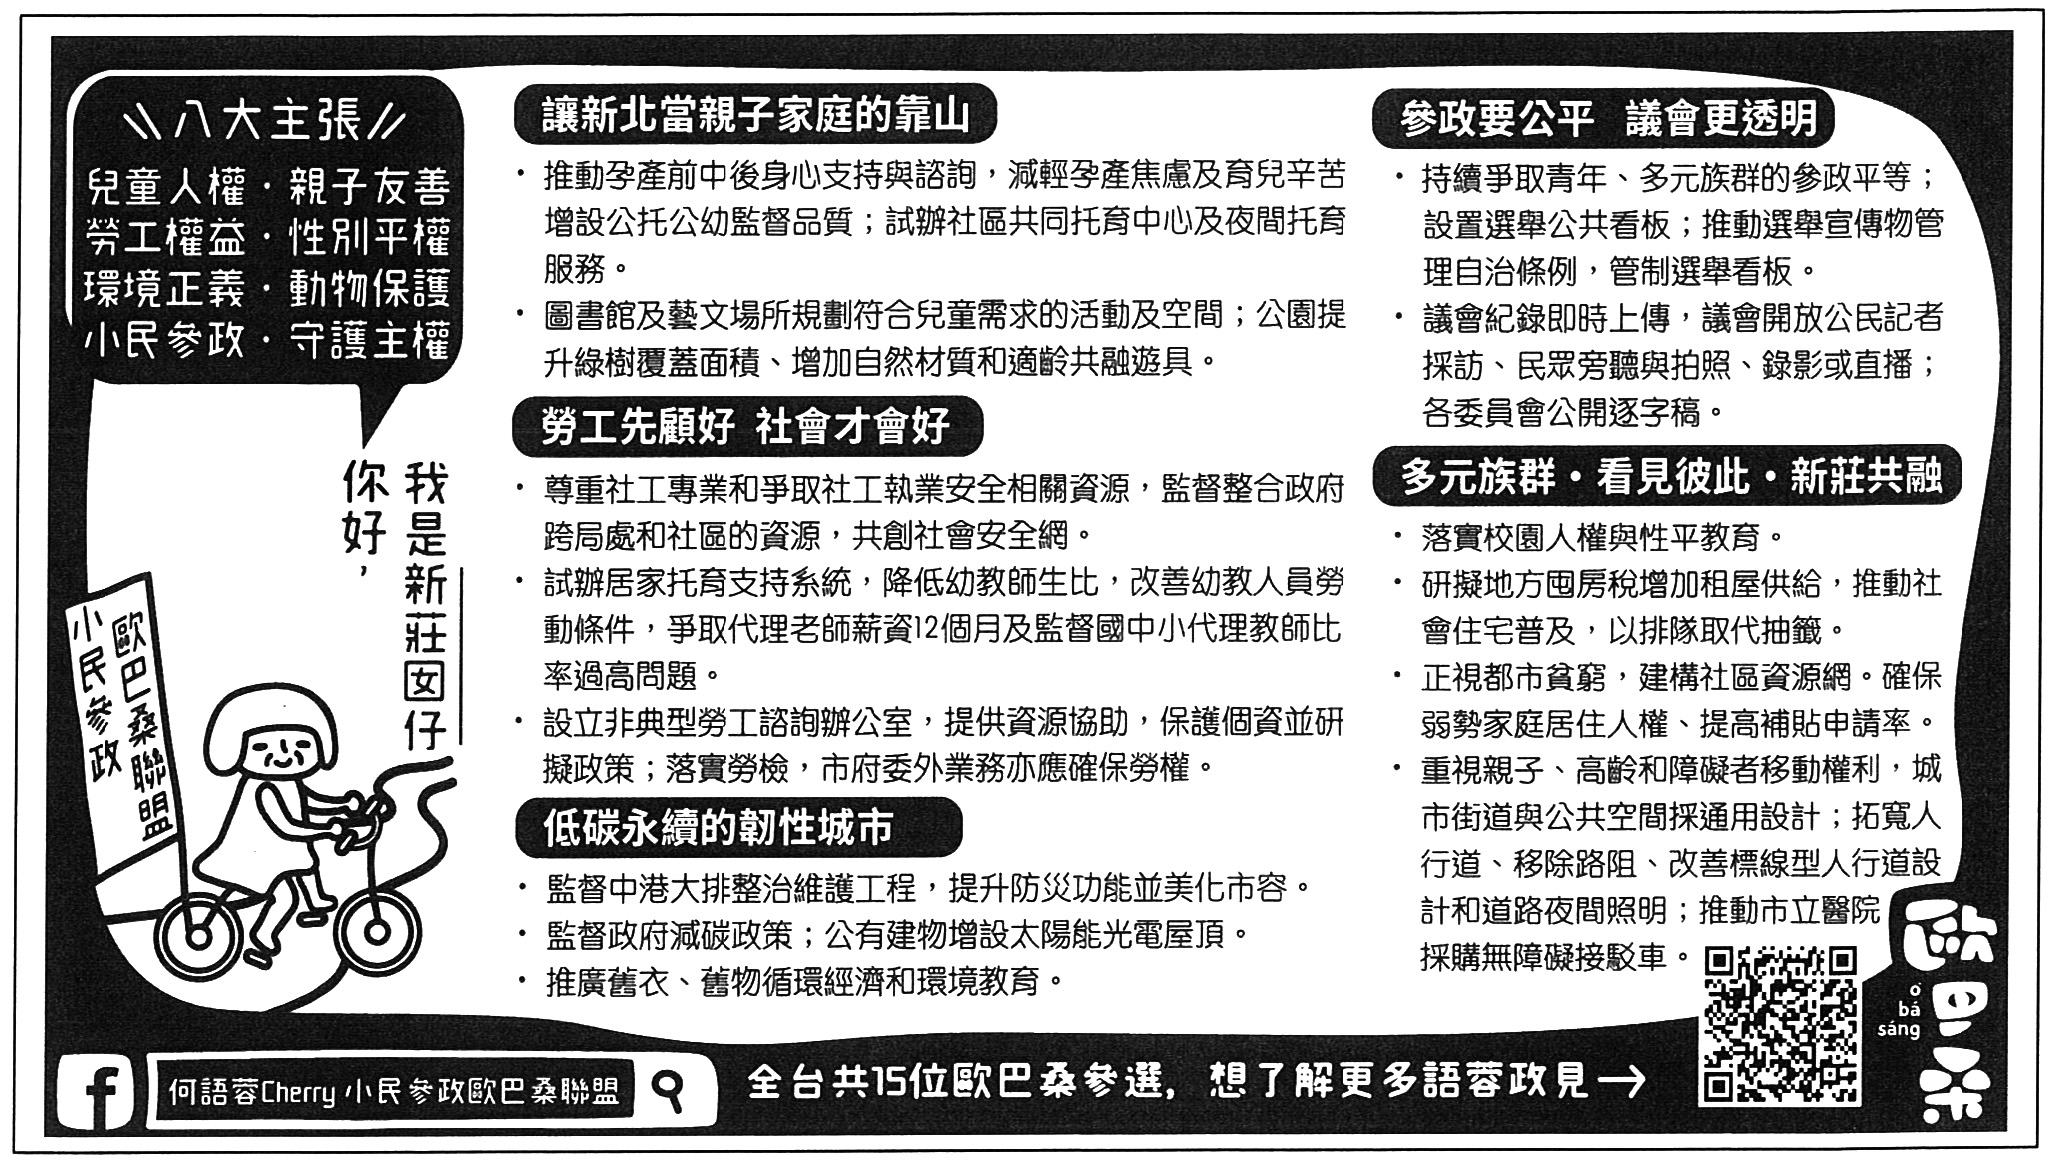 八大主張
兒童人權・親子友善
勞工權益・性別平權
環境正義・動物保護
小民參政・守護主權
你好，
我是新莊囡仔
小民參政
歐巴桑聯盟
讓新北當親子家庭的靠山
・推動孕產前中後身心支持與諮詢，減輕孕產焦慮及育兒辛苦
增設公托公幼監督品質；試辦社區共同托育中心及夜間托育
服務。
・圖書館及藝文場所規劃符合兒童需求的活動及空間；公園提
升綠樹覆蓋面積、增加自然材質和適齡共融遊具。
勞工先顧好 社會才會好
・尊重社工專業和爭取社工執業安全相關資源，監督整合政府
跨局處和社區的資源，共創社會安全網。
・試辦居家托育支持系統，降低幼教師生比，改善幼教人員勞
動條件，爭取代理老師薪資12個月及監督國中小代理教師比
率過高問題。
・設立非典型勞工諮詢辦公室，提供資源協助，保護個資並研
擬政策；落實勞檢，市府委外業務亦應確保勞權。
低碳永續的韌性城市
・監督中港大排整治維護工程，提升防災功能並美化市容。
・監督政府減碳政策；公有建物增設太陽能光電屋頂。
・推廣舊衣、舊物循環經濟和環境教育。
參政要公平 議會更透明
・持續爭取青年、多元族群的參政平等；
設置選舉公共看板；推動選舉宣傳物管
理自治條例，管制選舉看板。
・議會紀錄即時上傳，議會開放公民記者
採訪、民眾旁聽與拍照、錄影或直播；
各委員會公開逐字稿。
多元族群・看見彼此・新莊共融
・落實校園人權與性平教育。
・研擬地方囤房稅增加租屋供給，推動社
會住宅普及，以排隊取代抽籤。
・正視都市貧窮，建構社區資源網。確保
弱勢家庭居住人權、提高補貼申請率。
・重視親子、高齡和障礙者移動權利，城
市街道與公共空間採通用設計；拓寬人
行道、移除路阻、改善標線型人行道設
計和道路夜間照明；推動市立醫院
採購無障礙接駁車。
歐巴桑
o
bá
sáng
f
何語蓉Cherry 小民參政歐巴桑聯盟
全台共15位歐巴桑參選，想了解更多語蓉政見→